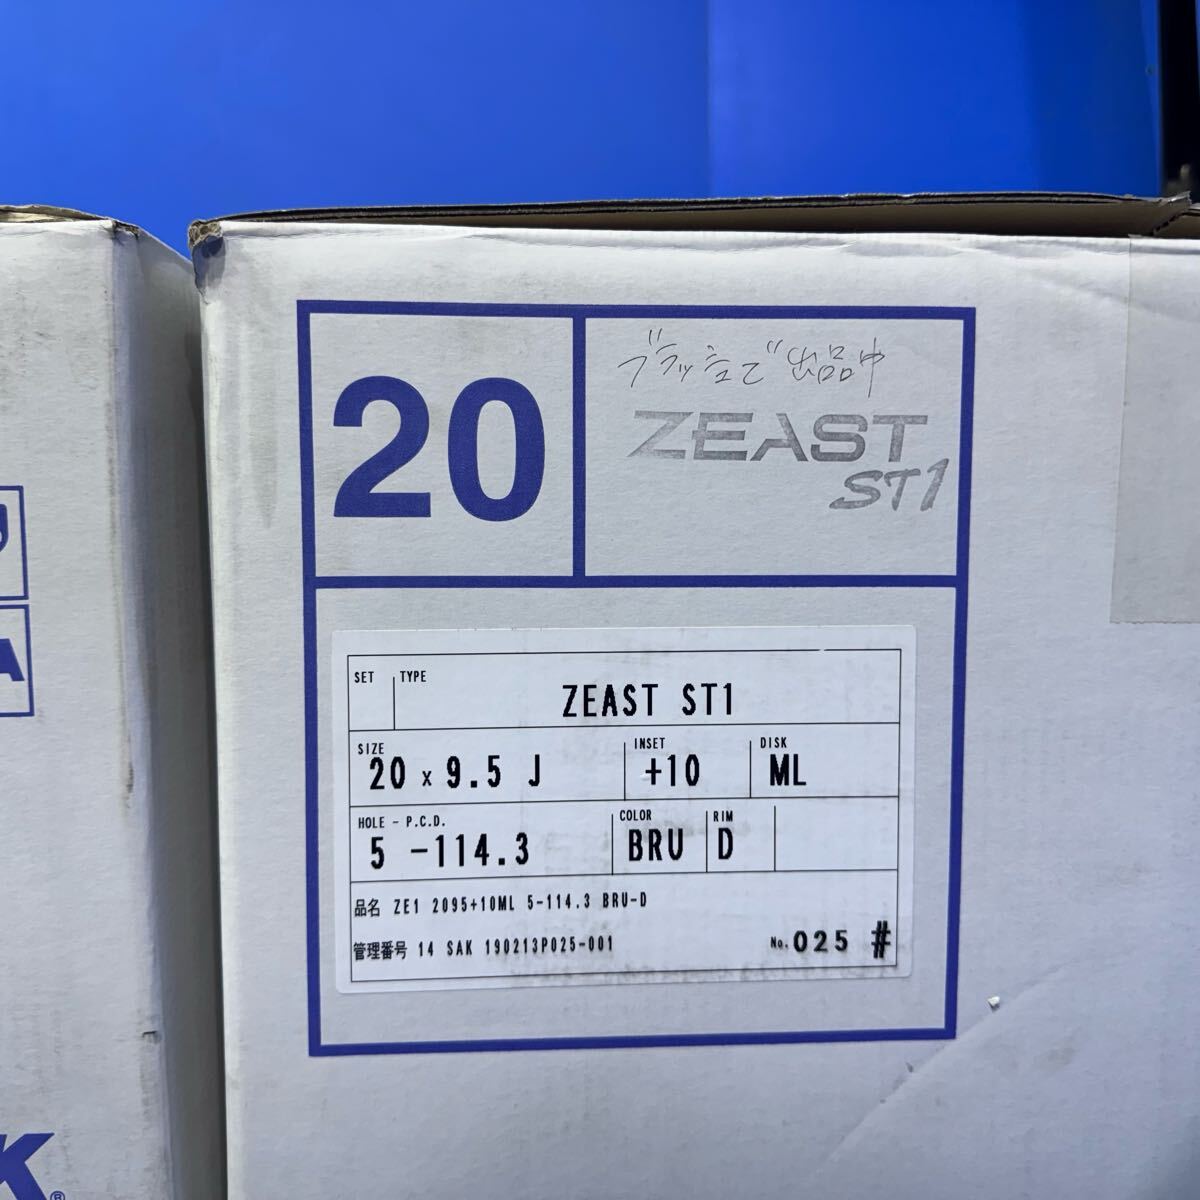 20
ブラッシュで出品中
ZEAST
ST1
SET TYPE
ZEAST ST1
SIZE INSET DISK
20 x 9.5 J +10 ML
HOLE - P.C.D. COLOR RIM
5 -114.3 BRU D
品名 ZE1 2095+10ML 5-114.3 BRU-D
管理番号 14 SAK 190213P025-001 No. 025 #
A
K®